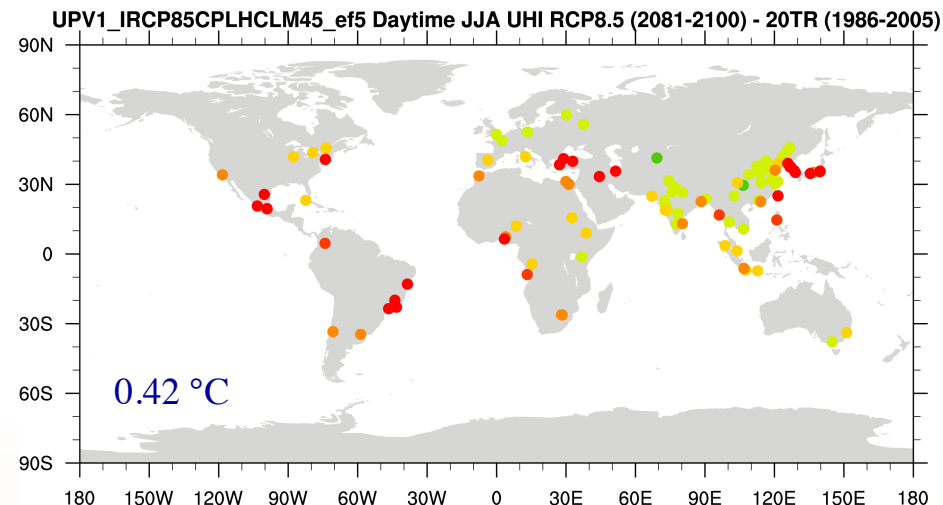 UPV1_IRCP85CPLHCLM45_ef5 Daytime JJA UHI RCP8.5 (2081-2100) - 20TR (1986-2005)
90N
60N
30N
0
30S
60S
90S
0.42 °C
180 150W 120W 90W 60W 30W 0 30E 60E 90E 120E 150E 180